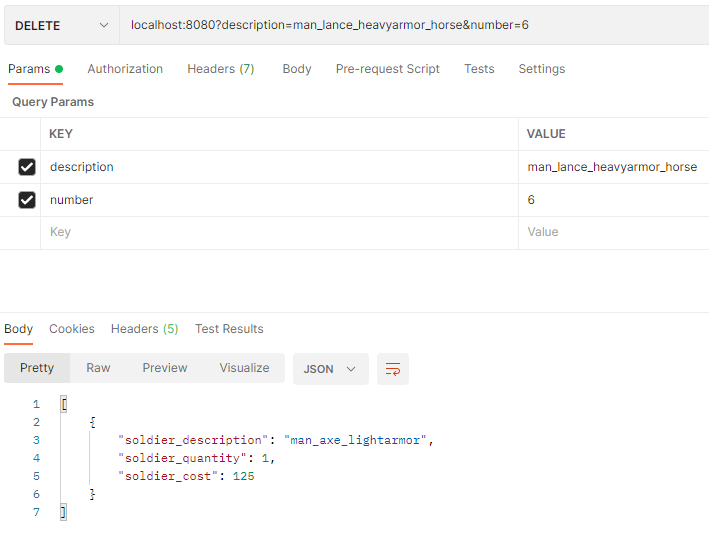 DELETE localhost:8080?description=man_lance_heavyarmor_horse&number=6
Params Authorization Headers (7) Body Pre-request Script Tests Settings
Query Params
KEY VALUE
description man_lance_heavyarmor_horse
number 6
Key Value
Body Cookies Headers (5) Test Results
Pretty Raw Preview Visualize JSON
1 [
2 {
3 "soldier_description": "man_axe_lightarmor",
4 "soldier_quantity": 1,
5 "soldier_cost": 125
6 }
7 ]